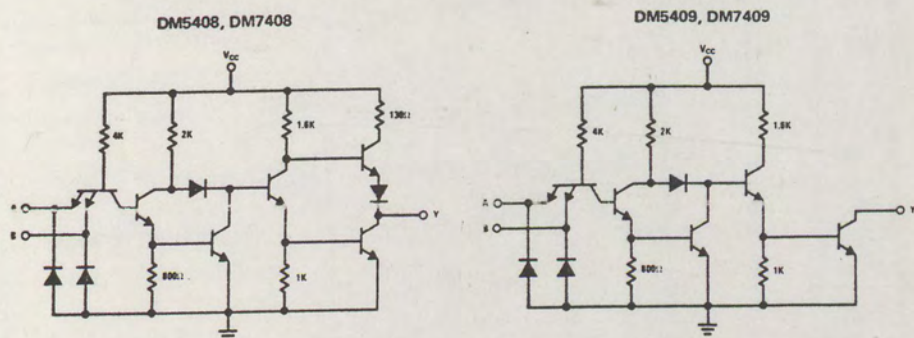 DM5408, DM7408
VCC
4K
2K
1.6K
130Ω
A
B
Y
800Ω
1K
DM5409, DM7409
VCC
4K
2K
1.6K
A
B
Y
800Ω
1K